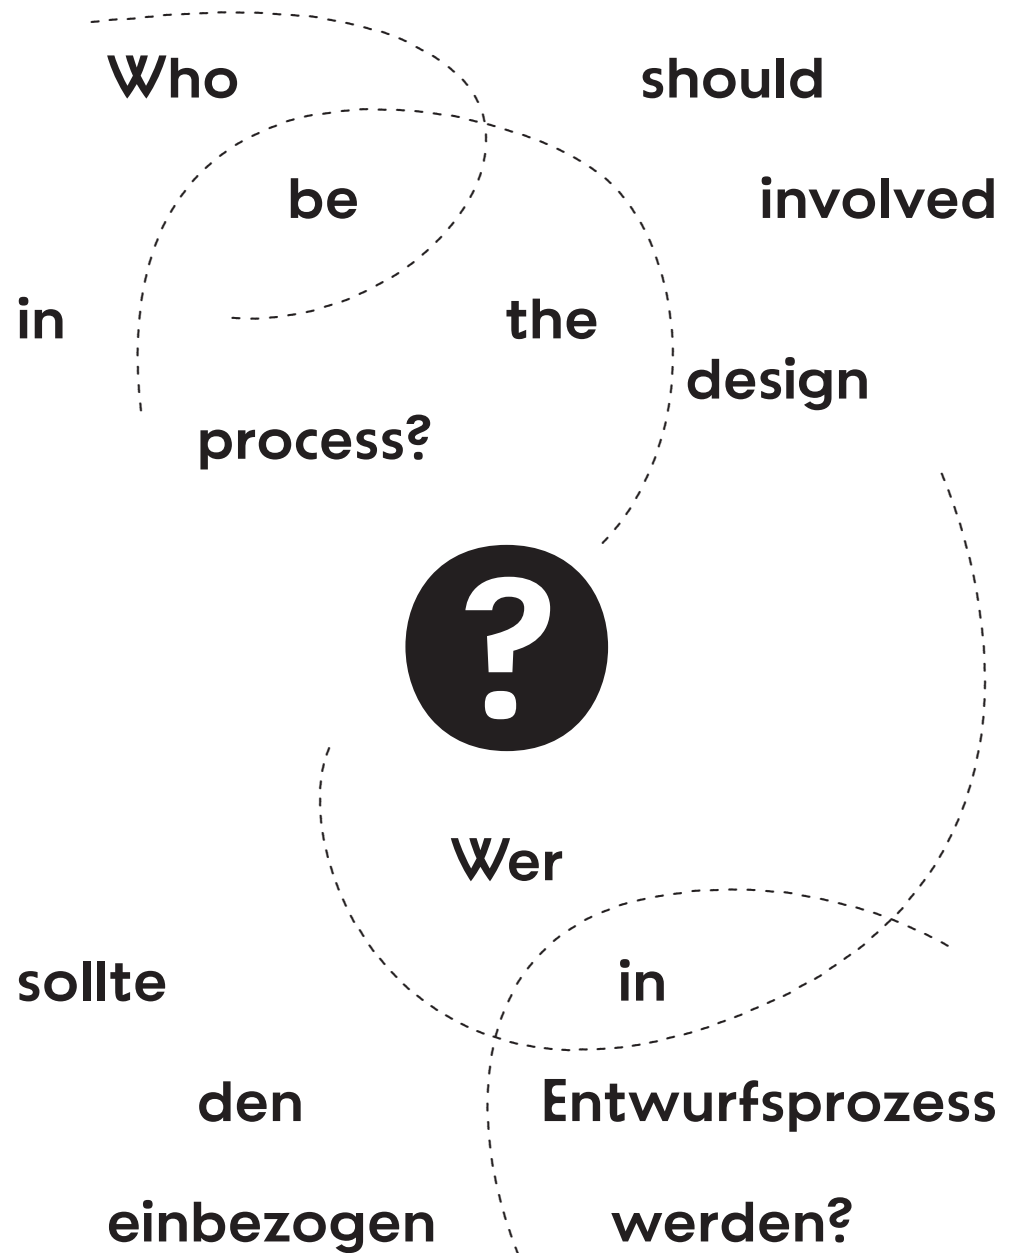 Who should
be involved
in the
design
process?
?
Wer
sollte in
den Entwurfsprozess
einbezogen werden?